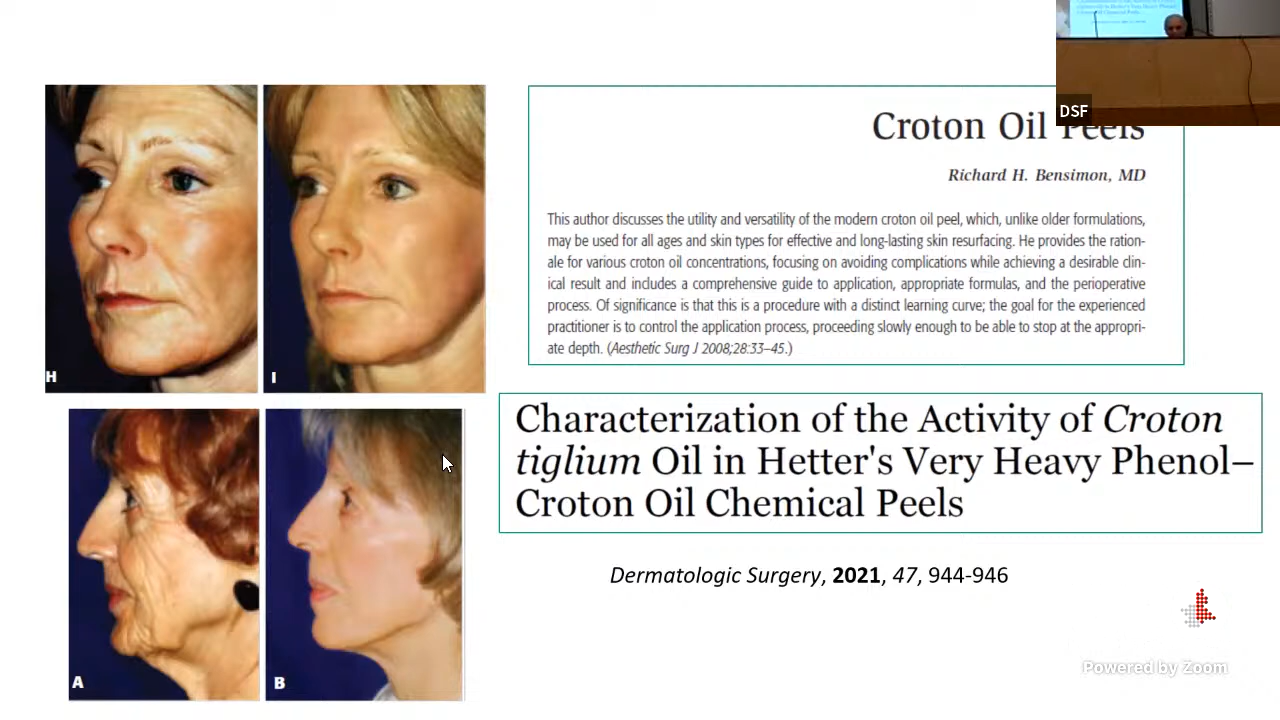 DSF
Croton Oil Peels
Richard H. Bensimon, MD
This author discusses the utility and versatility of the modern croton oil peel, which, unlike older formulations,
may be used for all ages and skin types for effective and long-lasting skin resurfacing. He provides the ration-
ale for various croton oil concentrations, focusing on avoiding complications while achieving a desirable clin-
ical result and includes a comprehensive guide to application, appropriate formulas, and the perioperative
process. Of significance is that this is a procedure with a distinct learning curve; the goal for the experienced
practitioner is to control the application process, proceeding slowly enough to be able to stop at the appropri-
ate depth. (Aesthetic Surg J 2008;28:33–45.)
H
I
Characterization of the Activity of Croton
tiglium Oil in Hetter's Very Heavy Phenol–
Croton Oil Chemical Peels
Dermatologic Surgery, 2021, 47, 944-946
A
B
Powered by Zoom